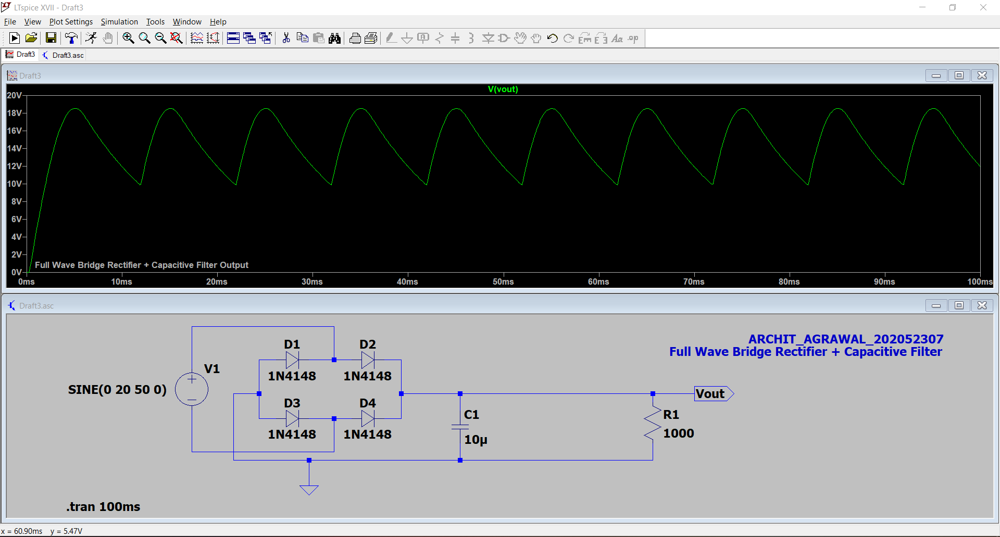 LTspice XVII - Draft3
File View Plot Settings Simulation Tools Window Help
Draft3 Draft3.asc
Draft3
V(vout)
20V
18V
16V
14V
12V
10V
8V
6V
4V
2V
0V
Full Wave Bridge Rectifier + Capacitive Filter Output
0ms 10ms 20ms 30ms 40ms 50ms 60ms 70ms 80ms 90ms 100ms
Draft3.asc
ARCHIT_AGRAWAL_202052307
Full Wave Bridge Rectifier + Capacitive Filter
D1 D2
1N4148 1N4148
V1
SINE(0 20 50 0)
Vout
D3 D4
1N4148 1N4148
C1
10µ
R1
1000
.tran 100ms
x = 60.90ms y = 5.47V